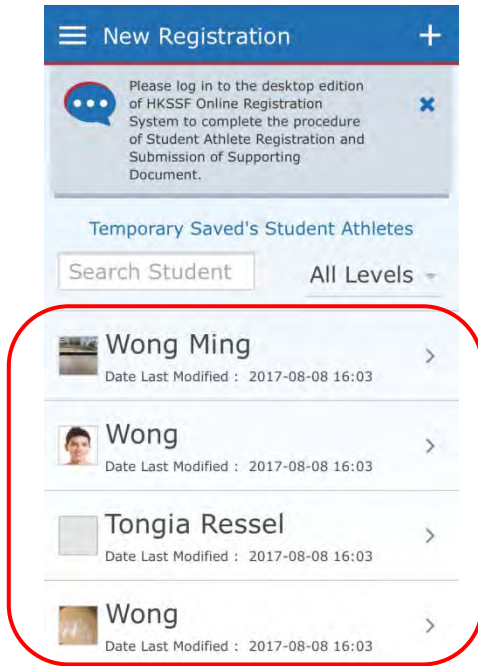 New Registration
Please log in to the desktop edition
of HKSSF Online Registration
System to complete the procedure
of Student Athlete Registration and
Submission of Supporting
Document.
Temporary Saved's Student Athletes
Search Student
All Levels
Wong Ming
Date Last Modified : 2017-08-08 16:03
Wong
Date Last Modified : 2017-08-08 16:03
Tongia Ressel
Date Last Modified : 2017-08-08 16:03
Wong
Date Last Modified : 2017-08-08 16:03